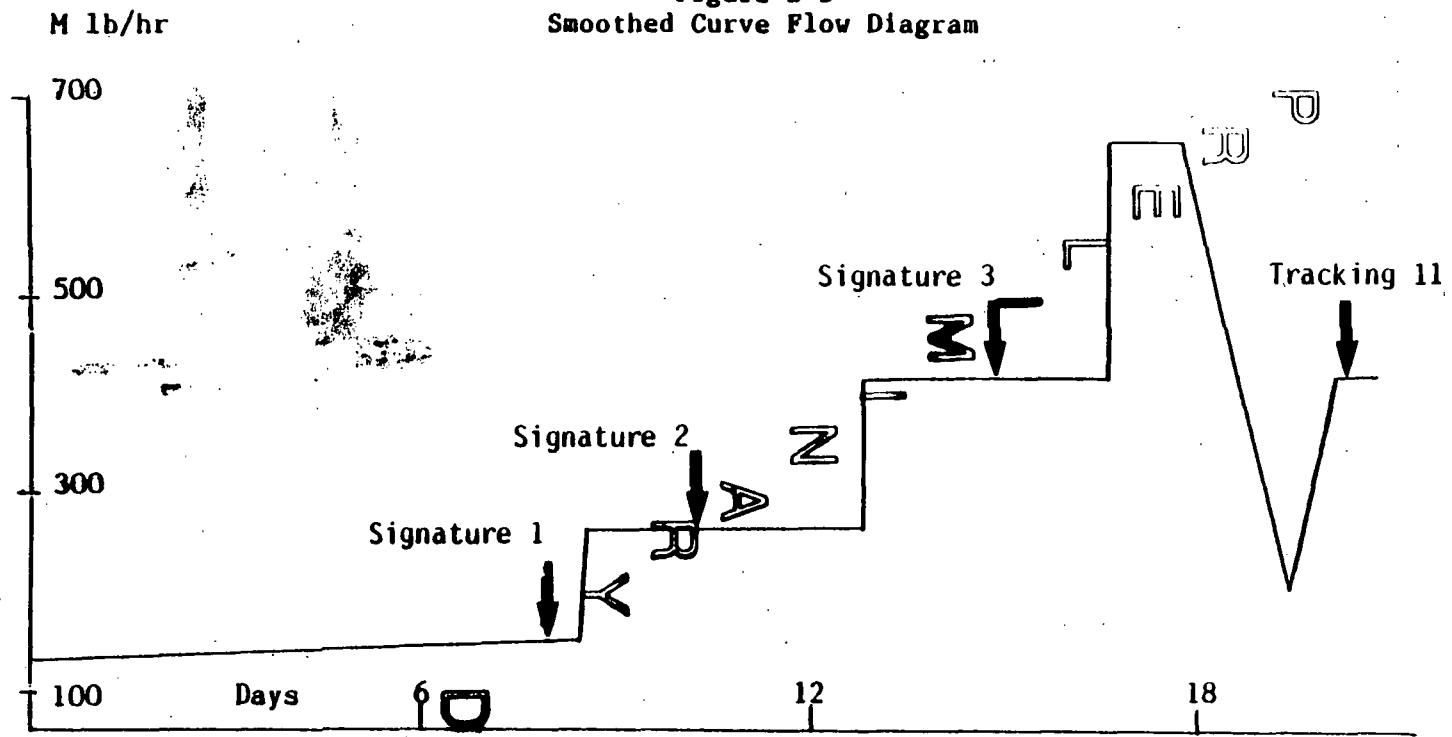 M lb/hr
Smoothed Curve Flow Diagram
700
500
300
100
Signature 1
Signature 2
Signature 3
Tracking 11
Days
6
12
18
PRELIMINARY
D